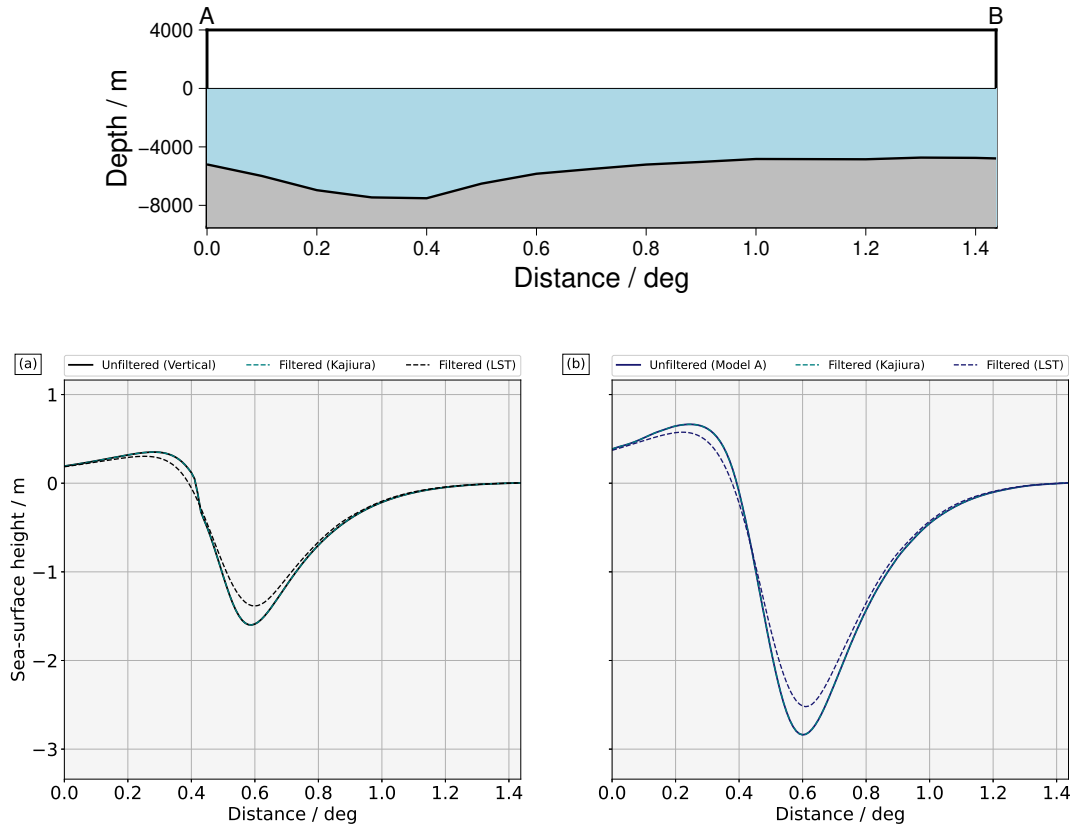 A B
4000
0
−4000
−8000
Depth / m
0.0 0.2 0.4 0.6 0.8 1.0 1.2 1.4
Distance / deg
(a)
Unfiltered (Vertical) Filtered (Kajiura) Filtered (LST)
1
0
−1
−2
−3
Sea-surface height / m
0.0 0.2 0.4 0.6 0.8 1.0 1.2 1.4
Distance / deg
(b)
Unfiltered (Model A) Filtered (Kajiura) Filtered (LST)
0.0 0.2 0.4 0.6 0.8 1.0 1.2 1.4
Distance / deg